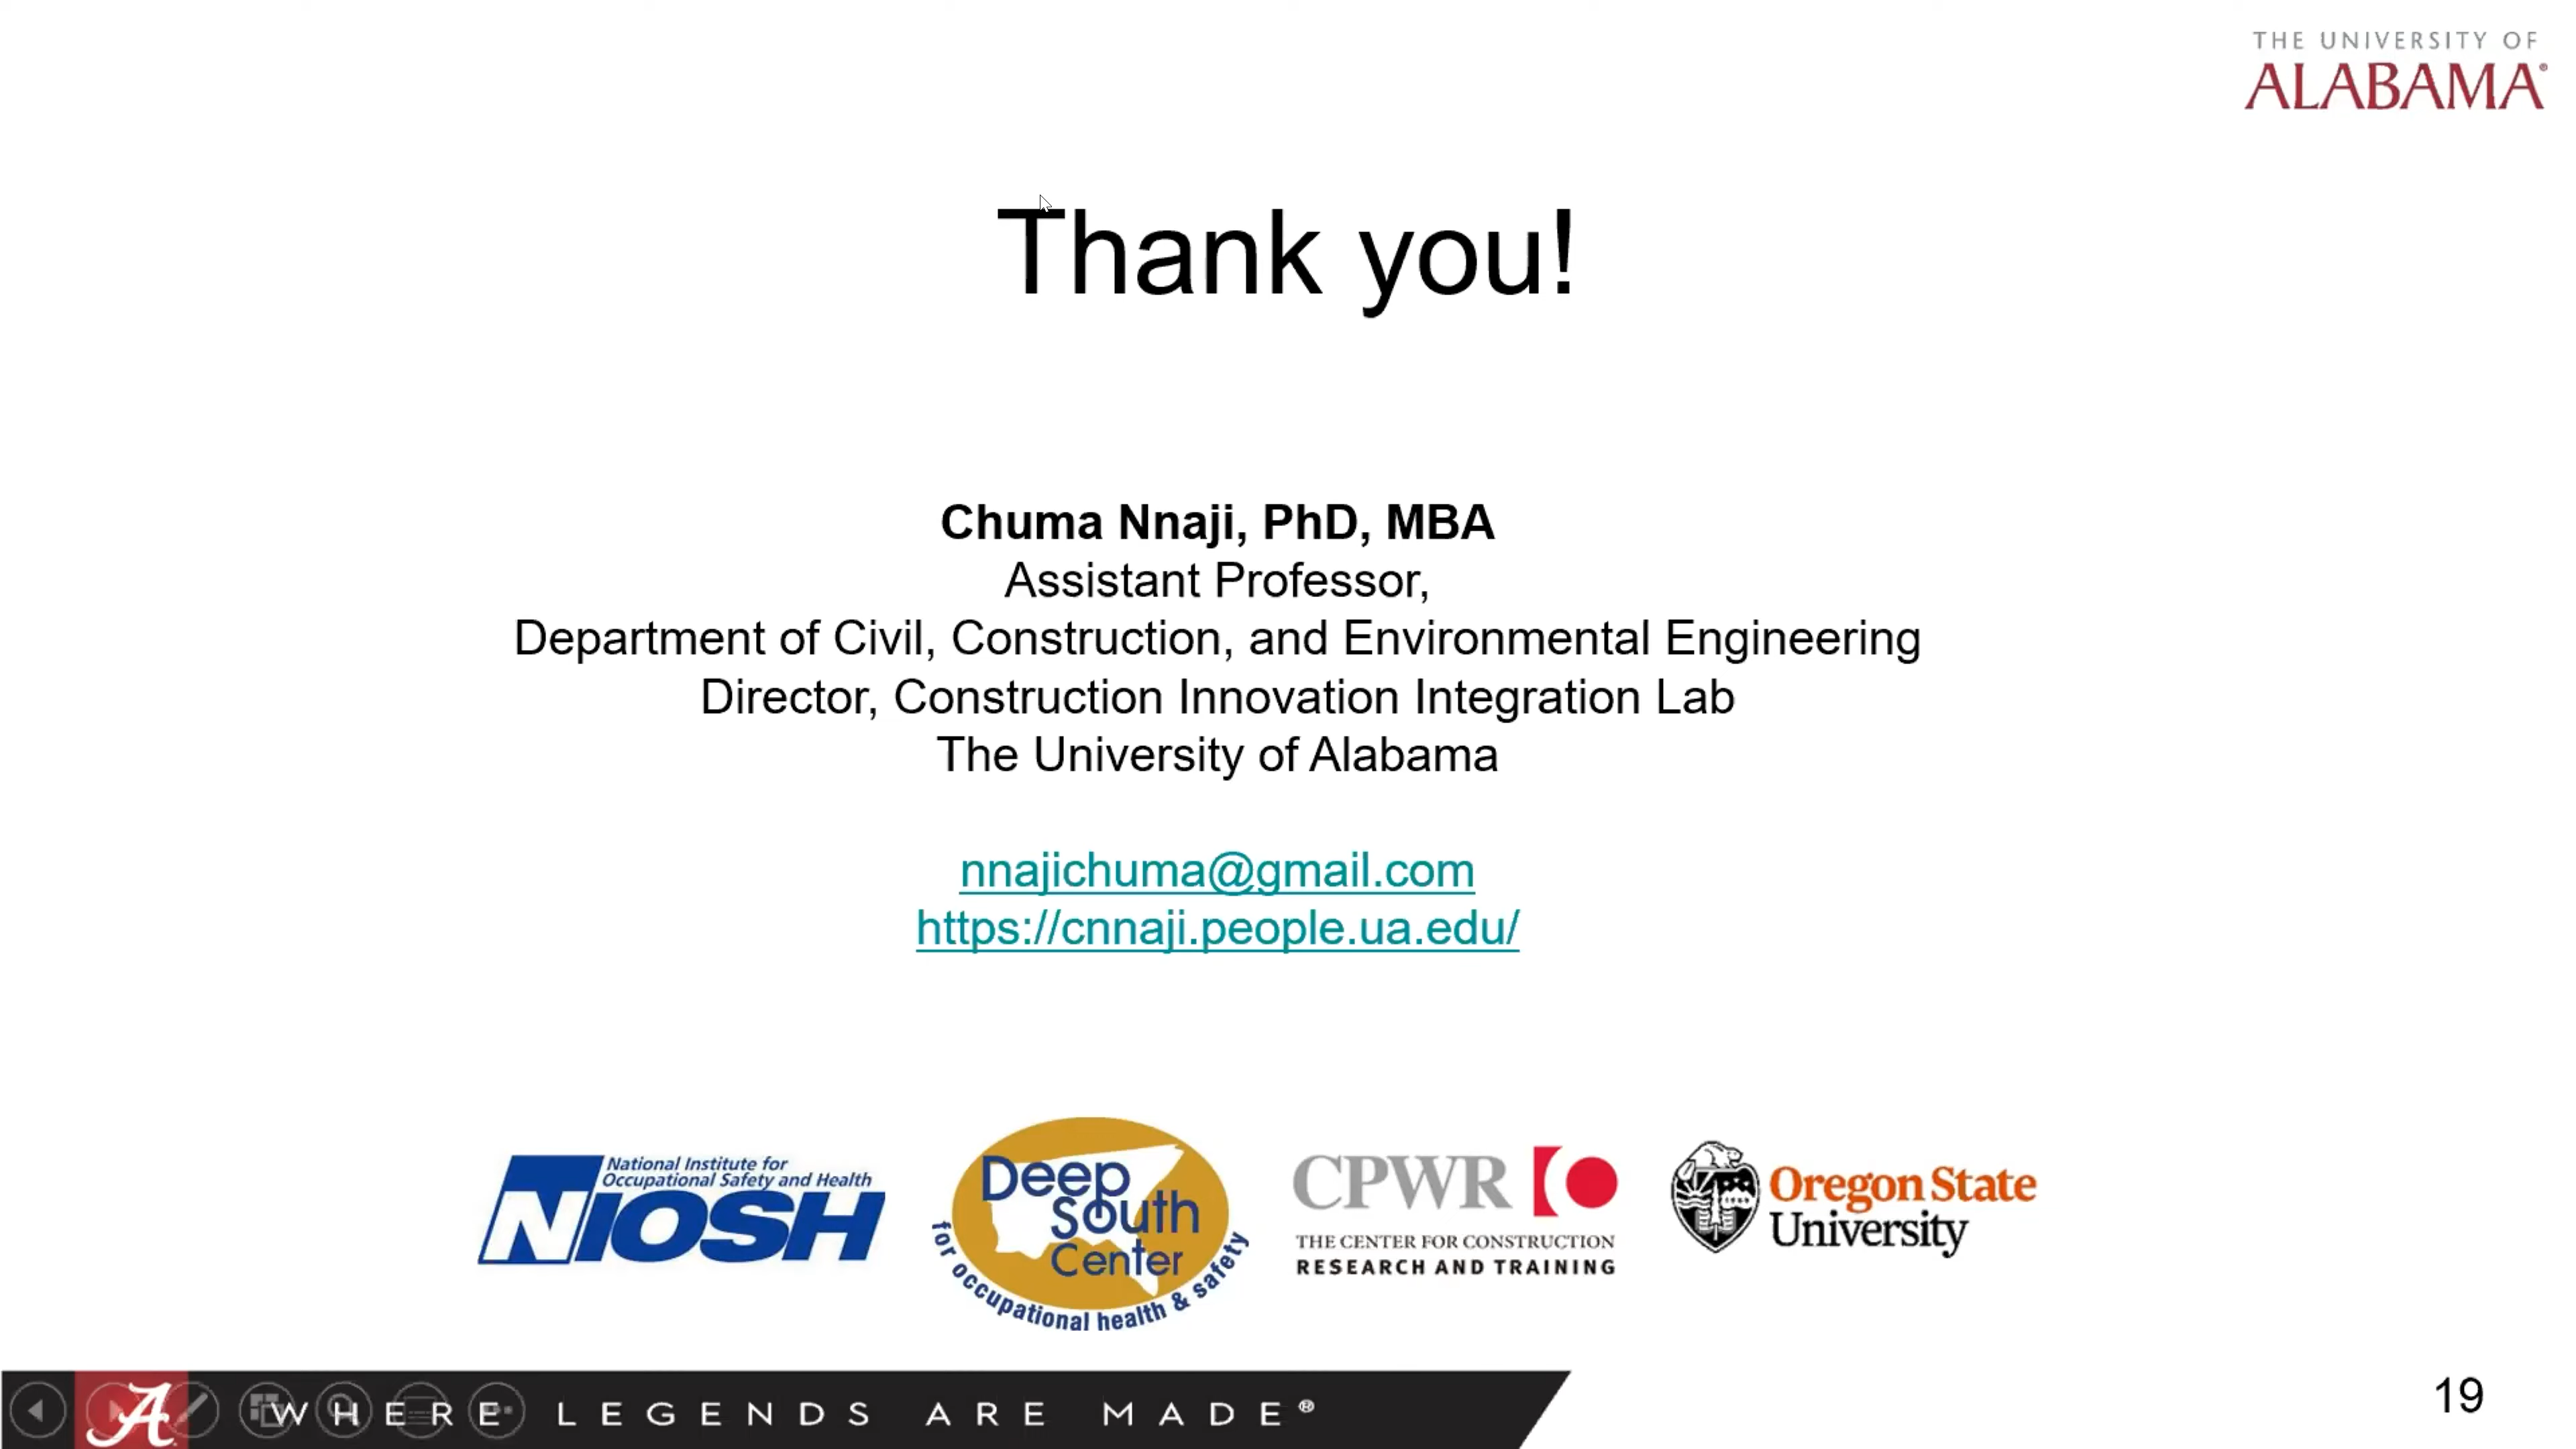 THE UNIVERSITY OF
ALABAMA®
Thank you!
Chuma Nnaji, PhD, MBA
Assistant Professor,
Department of Civil, Construction, and Environmental Engineering
Director, Construction Innovation Integration Lab
The University of Alabama
nnajichuma@gmail.com
https://cnnaji.people.ua.edu/
National Institute for
Occupational Safety and Health
NIOSH
Deep
South
Center
for occupational health & safety
CPWR
THE CENTER FOR CONSTRUCTION
RESEARCH AND TRAINING
Oregon State
University
A WHERE LEGENDS ARE MADE®
19